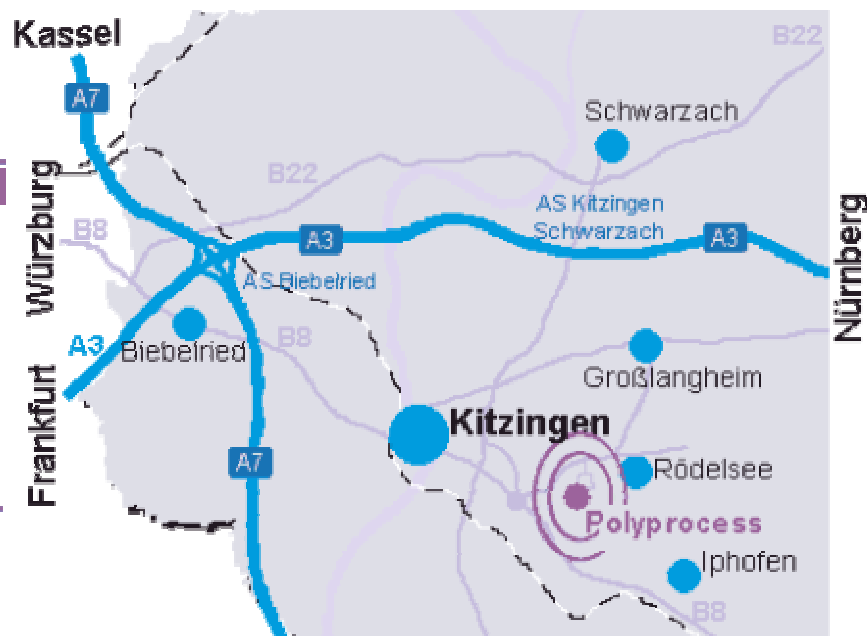 Kassel
B22
A7
Schwarzach
Würzburg
B22
AS Kitzingen
Schwarzach
B8
A3
A3
Nürnberg
AS Biebelried
A3
Biebelried
B8
Großlangheim
Frankfurt
Kitzingen
A7
Rödelsee
Polyprocess
Iphofen
B8